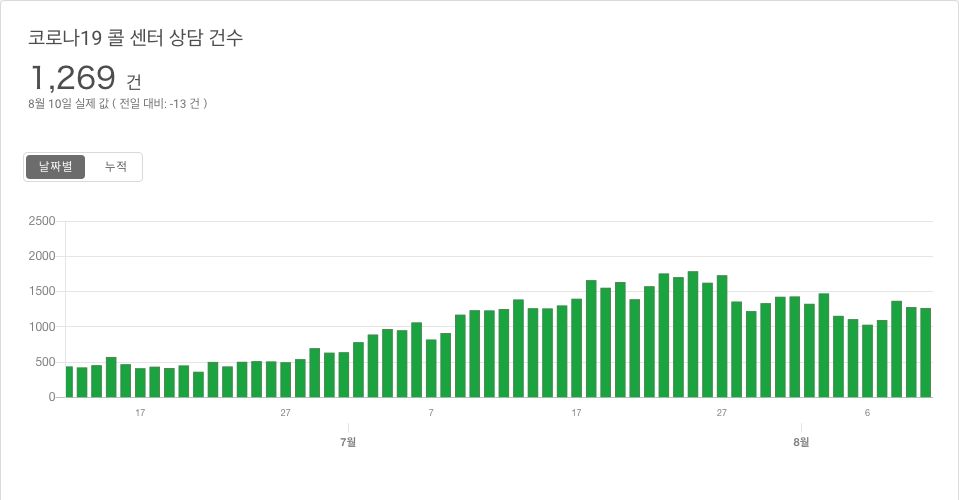 코로나19 콜 센터 상담 건수
1,269 건
8월 10일 실제 값 ( 전일 대비: -13 건 )
날짜별 누적
2500
2000
1500
1000
500
0
17 27 7 17 27 6
7월 8월